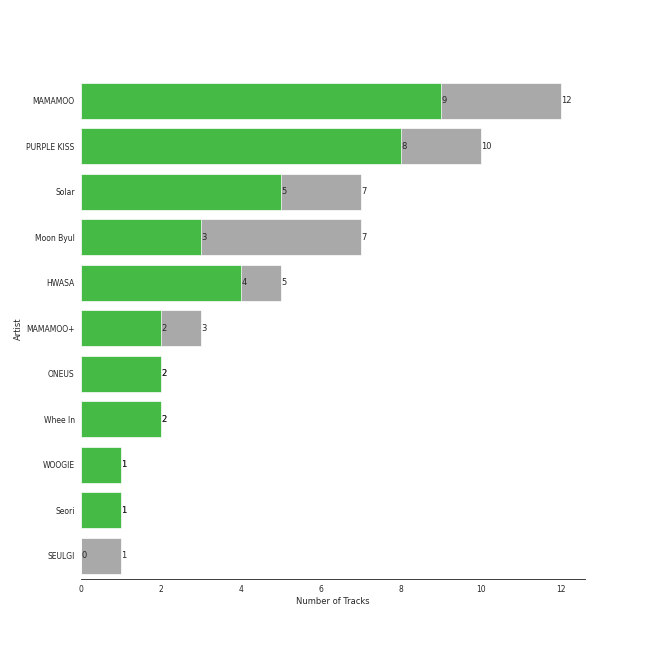 MAMAMOO 9 12
PURPLE KISS 8 10
Solar 5 7
Moon Byul 3 7
HWASA 4 5
MAMAMOO+ 2 3
ONEUS 2
Whee In 2
WOOGIE 1
Seori 1
SEULGI 0 1
Artist
0 2 4 6 8 10 12
Number of Tracks